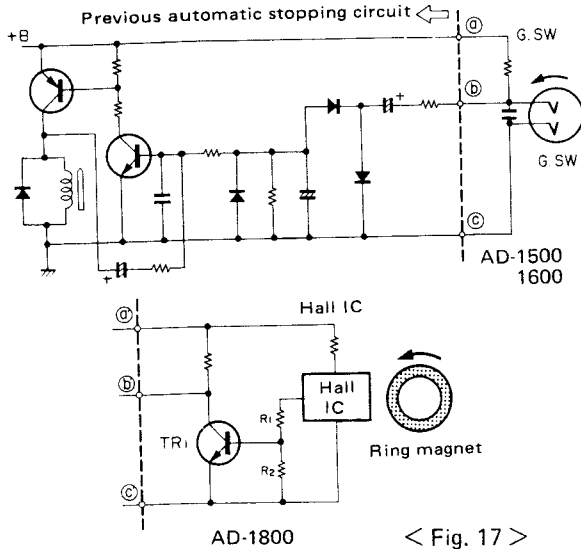 Previous automatic stopping circuit
+B
ⓐ
G.SW
ⓑ
G.SW
ⓒ
AD-1500
1600
Hall IC
ⓐ'
Hall
IC
ⓑ'
R1
TR1
R2
Ring magnet
ⓒ'
AD-1800
< Fig. 17 >